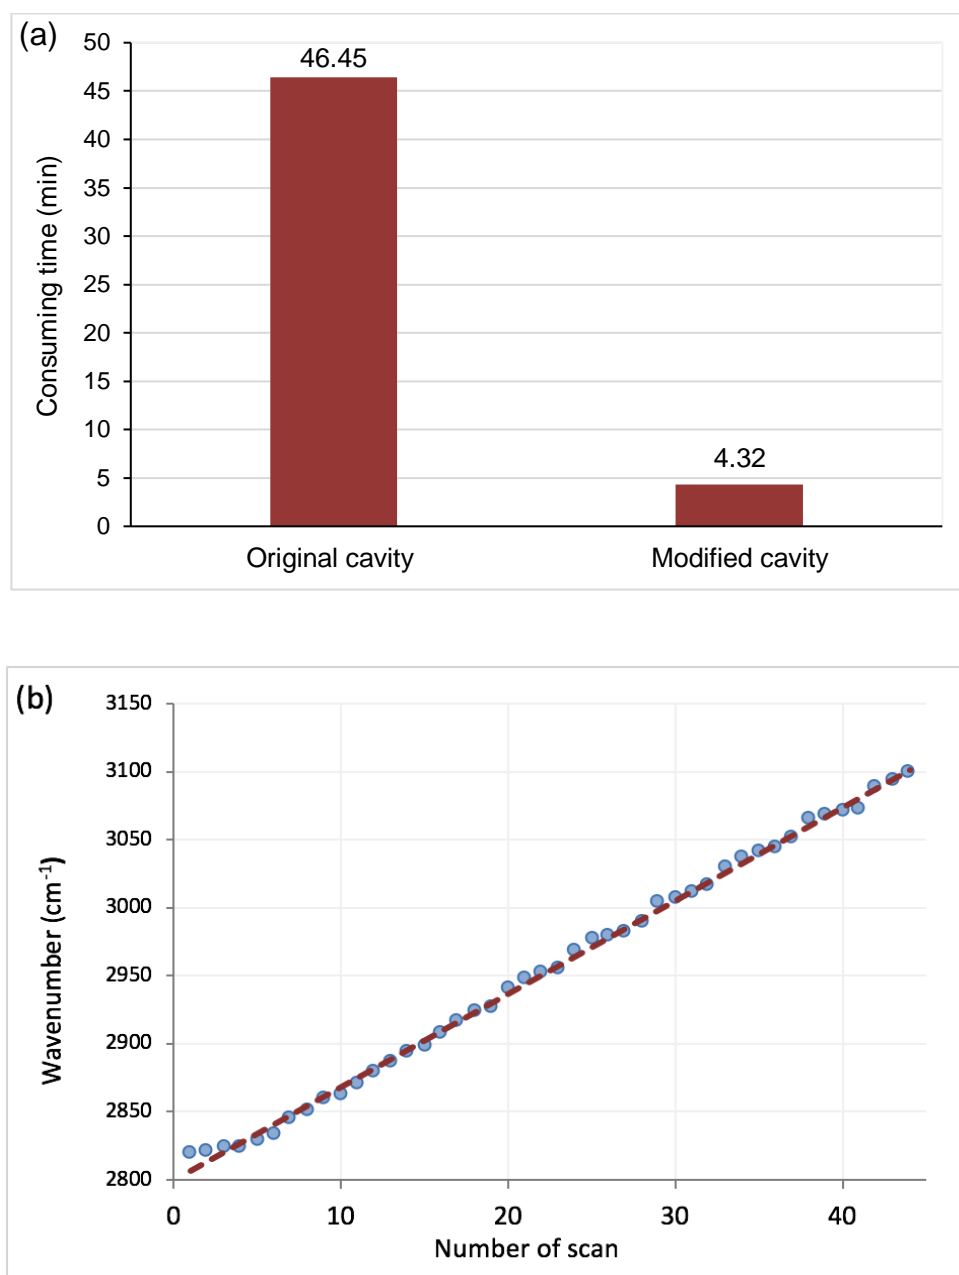 (a)
50
45
40
35
30
25
20
15
10
5
0
Consuming time (min)
46.45
4.32
Original cavity
Modified cavity
(b)
3150
3100
3050
3000
2950
2900
2850
2800
Wavenumber (cm⁻¹)
0 10 20 30 40
Number of scan